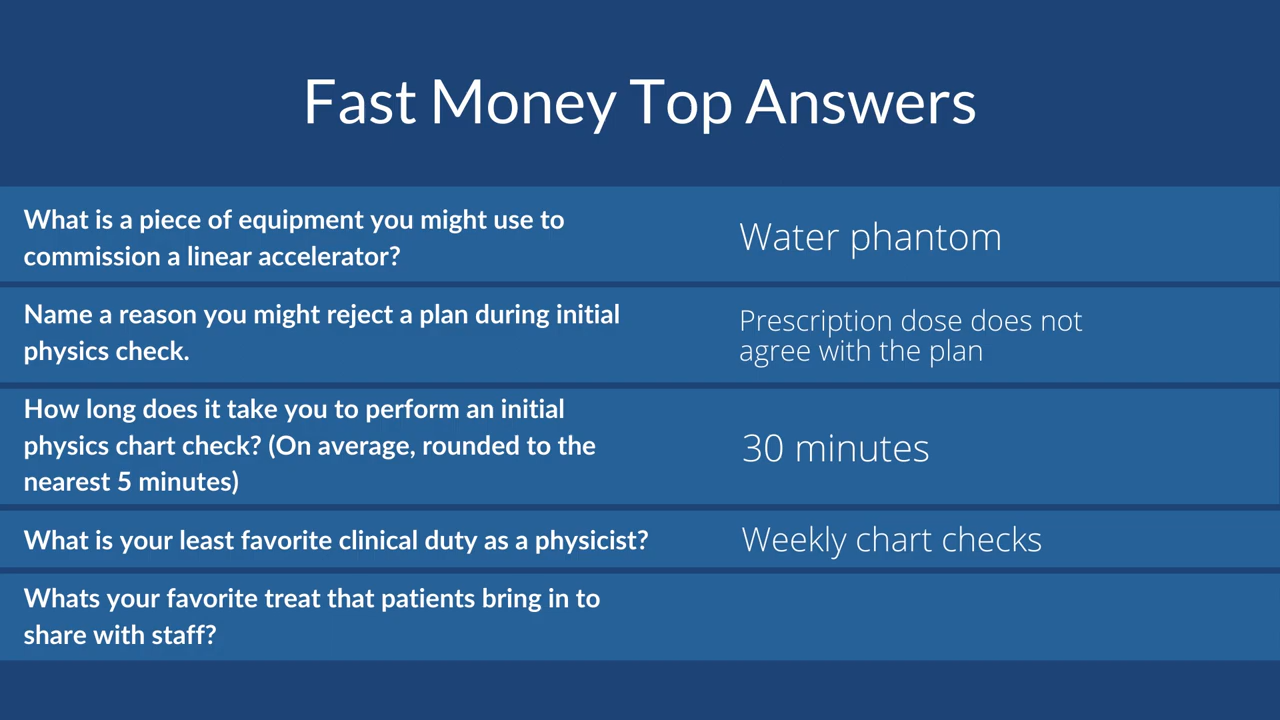 Fast Money Top Answers
What is a piece of equipment you might use to
commission a linear accelerator?
Water phantom
Name a reason you might reject a plan during initial
physics check.
Prescription dose does not
agree with the plan
How long does it take you to perform an initial
physics chart check? (On average, rounded to the
nearest 5 minutes)
30 minutes
What is your least favorite clinical duty as a physicist?
Weekly chart checks
Whats your favorite treat that patients bring in to
share with staff?